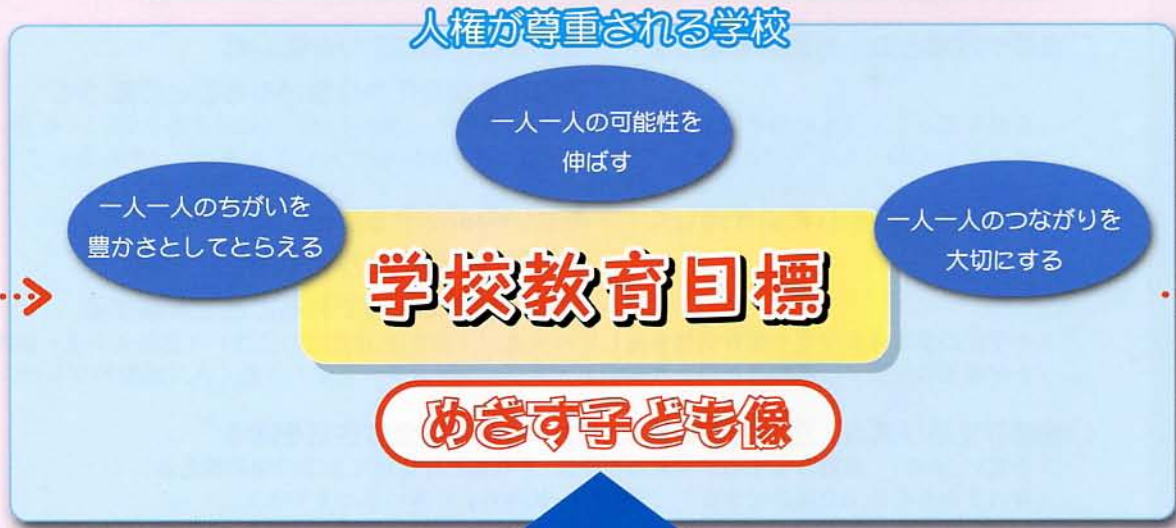 人権が尊重される学校
一人一人の可能性を
伸ばす
一人一人のちがいを
豊かさとしてとらえる
一人一人のつながりを
大切にする
学校教育目標
めざす子ども像